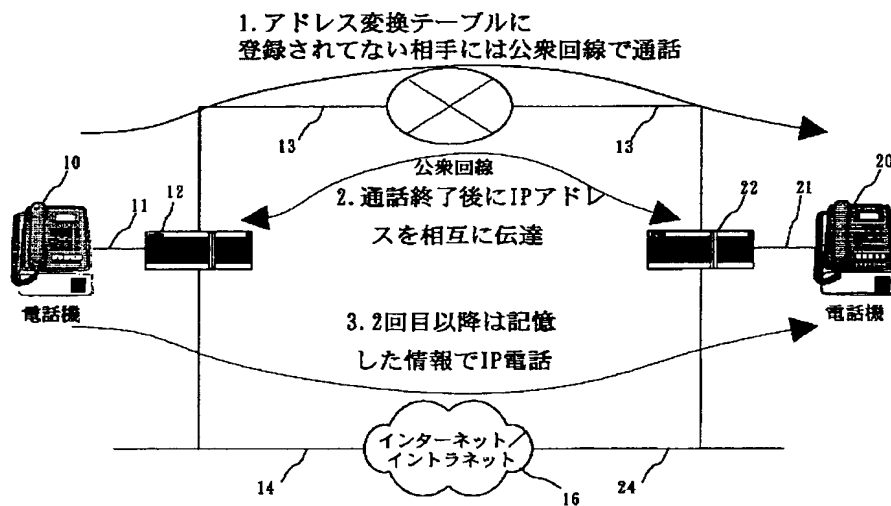 1.アドレス変換テーブルに
登録されてない相手には公衆回線で通話
13
13
公衆回線
10
11
12
2.通話終了後にIPアドレ
スを相互に伝達
22
21
20
電話機
電話機
3.2回目以降は記憶
した情報でIP電話
インターネット/
イントラネット
14
16
24